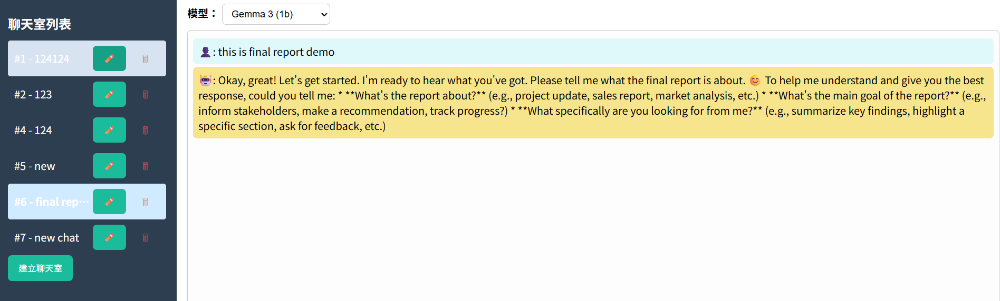 聊天室列表
#1 - 124124
#2 - 123
#4 - 124
#5 - new
#6 - final rep…
#7 - new chat
建立聊天室
模型：
Gemma 3 (1b)
: this is final report demo
: Okay, great! Let's get started. I'm ready to hear what you've got. Please tell me what the final report is about. 😊 To help me understand and give you the best
response, could you tell me: * **What's the report about?** (e.g., project update, sales report, market analysis, etc.) * **What's the main goal of the report?** (e.g.,
inform stakeholders, make a recommendation, track progress?) * **What specifically are you looking for from me?** (e.g., summarize key findings, highlight a
specific section, ask for feedback, etc.)